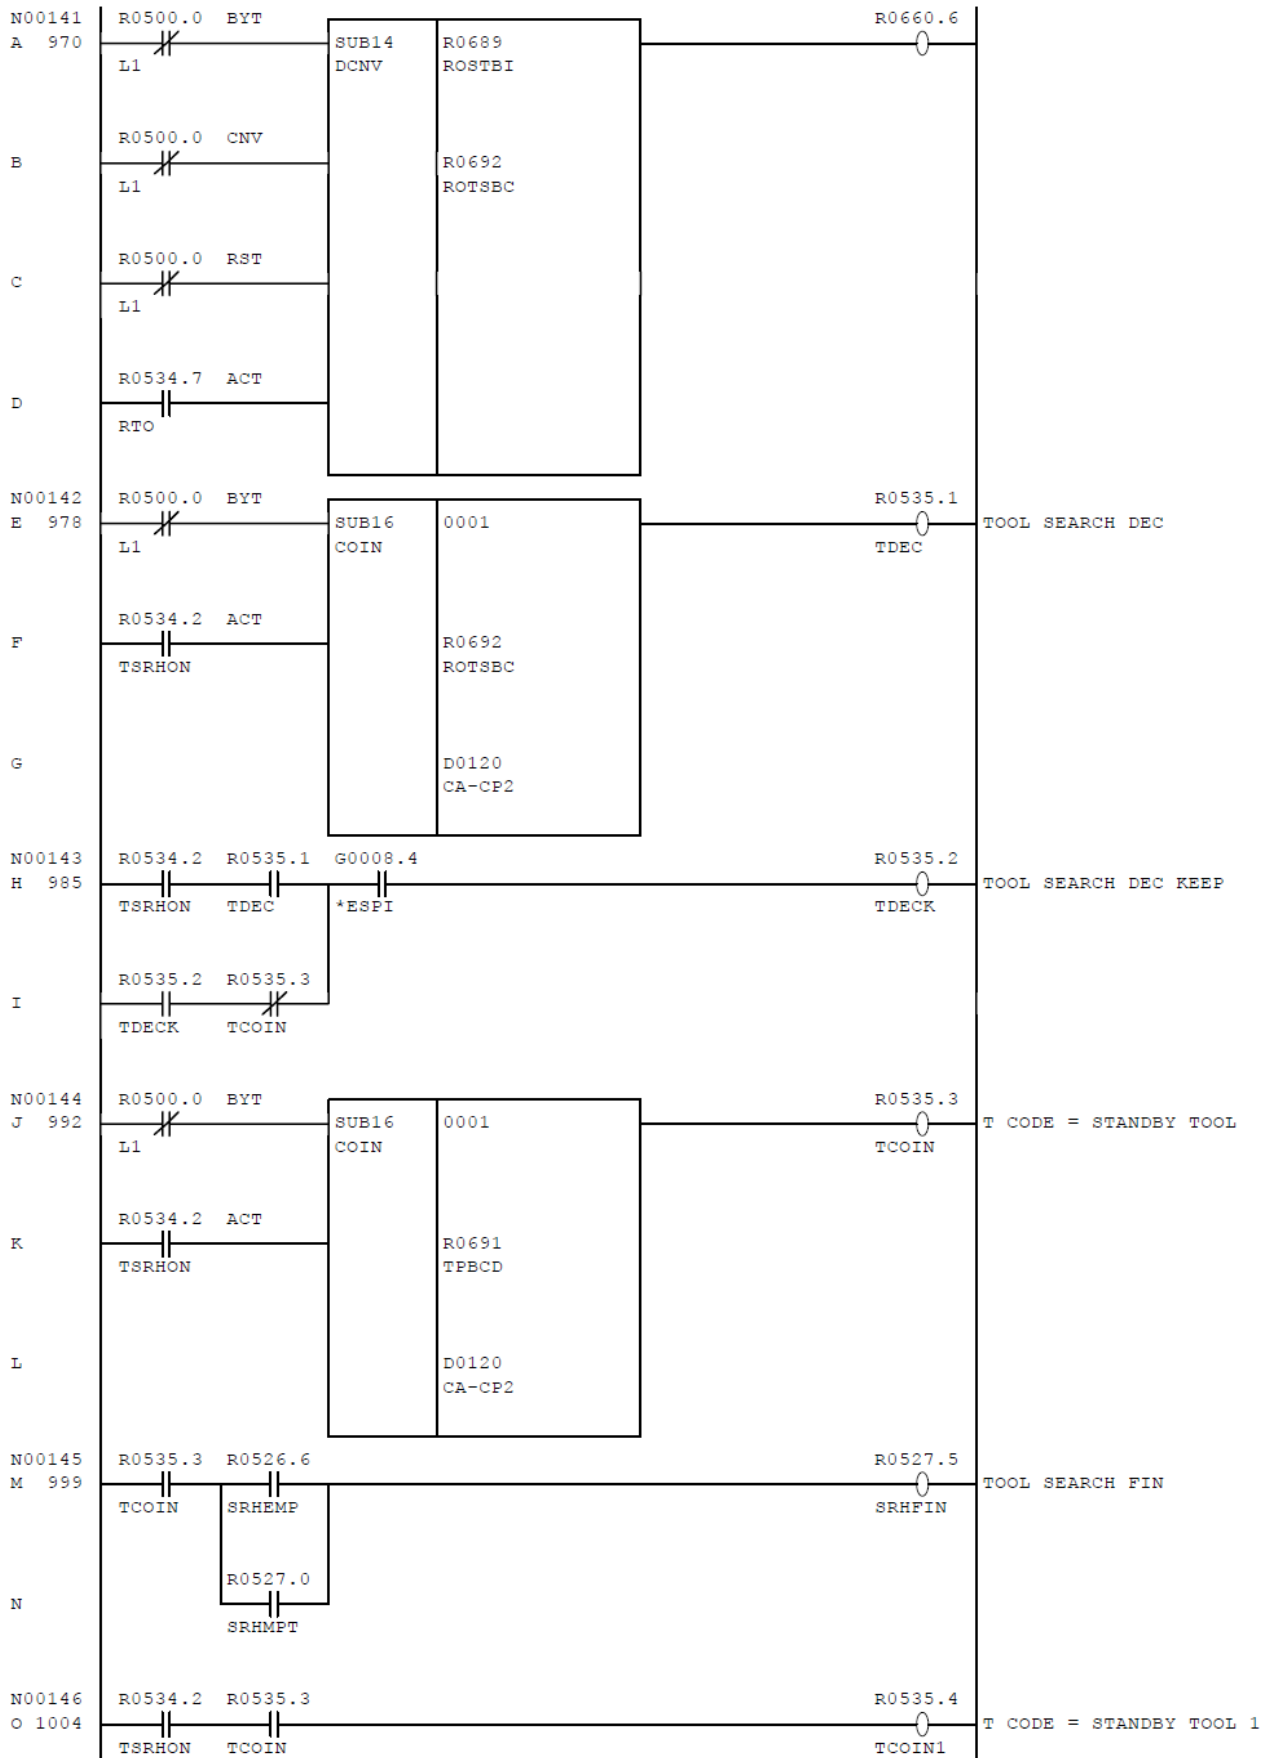 N00141 R0500.0 BYT R0660.6
A 970 SUB14 R0689
L1 DCNV ROSTBI
R0500.0 CNV
B R0692
L1 ROTSBC
R0500.0 RST
C
L1
R0534.7 ACT
D
RTO
N00142 R0500.0 BYT R0535.1
E 978 SUB16 0001 TOOL SEARCH DEC
L1 COIN TDEC
R0534.2 ACT
F R0692
TSRHON ROTSBC
G D0120
CA-CP2
N00143 R0534.2 R0535.1 G0008.4 R0535.2
H 985 TOOL SEARCH DEC KEEP
TSRHON TDEC *ESPI TDECK
R0535.2 R0535.3
I
TDECK TCOIN
N00144 R0500.0 BYT R0535.3
J 992 SUB16 0001 T CODE = STANDBY TOOL
L1 COIN TCOIN
R0534.2 ACT
K R0691
TSRHON TPBCD
L D0120
CA-CP2
N00145 R0535.3 R0526.6 R0527.5
M 999 TOOL SEARCH FIN
TCOIN SRHEMP SRHFIN
R0527.0
N
SRHMPT
N00146 R0534.2 R0535.3 R0535.4
O 1004 T CODE = STANDBY TOOL 1
TSRHON TCOIN TCOIN1